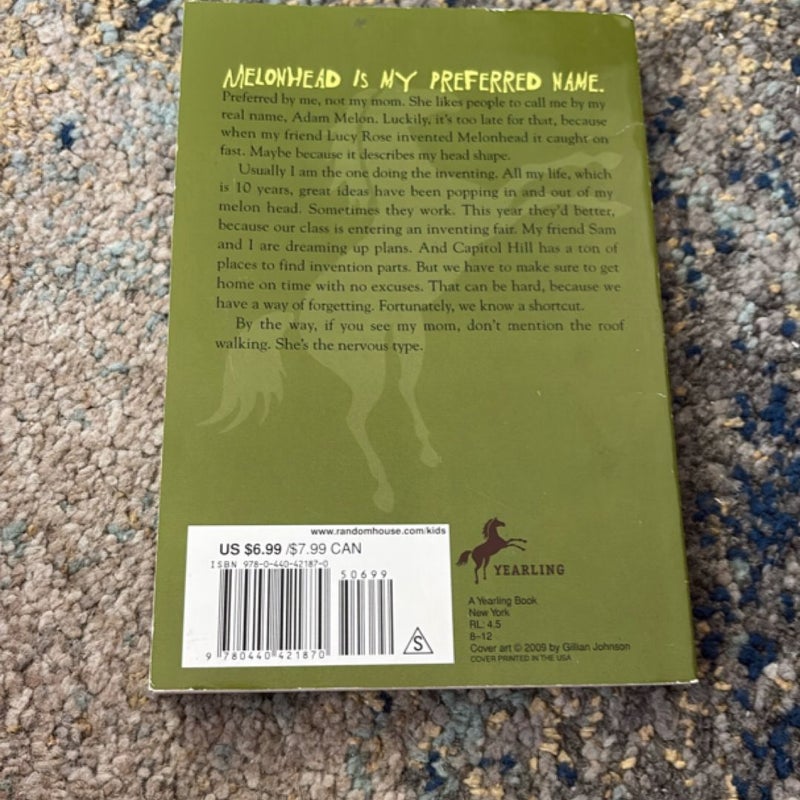 MELONHEAD IS MY PREFERRED NAME.
Preferred by me, not my mom. She likes people to call me by my
real name, Adam Melon. Luckily, it's too late for that, because
when my friend Lucy Rose invented Melonhead it caught on
fast. Maybe because it describes my head shape.
Usually I am the one doing the inventing. All my life, which
is 10 years, great ideas have been popping in and out of my
melon head. Sometimes they work. This year they'd better,
because our class is entering an inventing fair. My friend Sam
and I are dreaming up plans. And Capitol Hill has a ton of
places to find invention parts. But we have to make sure to get
home on time with no excuses. That can be hard, because we
have a way of forgetting. Fortunately, we know a shortcut.
By the way, if you see my mom, don't mention the roof
walking. She's the nervous type.
www.randomhouse.com/kids
US $6.99 /$7.99 CAN
ISBN 978-0-440-42187-0
50699
9 780440 421870
S
YEARLING
A Yearling Book
New York
RL: 4.5
8–12
Cover art © 2009 by Gillian Johnson
COVER PRINTED IN THE USA